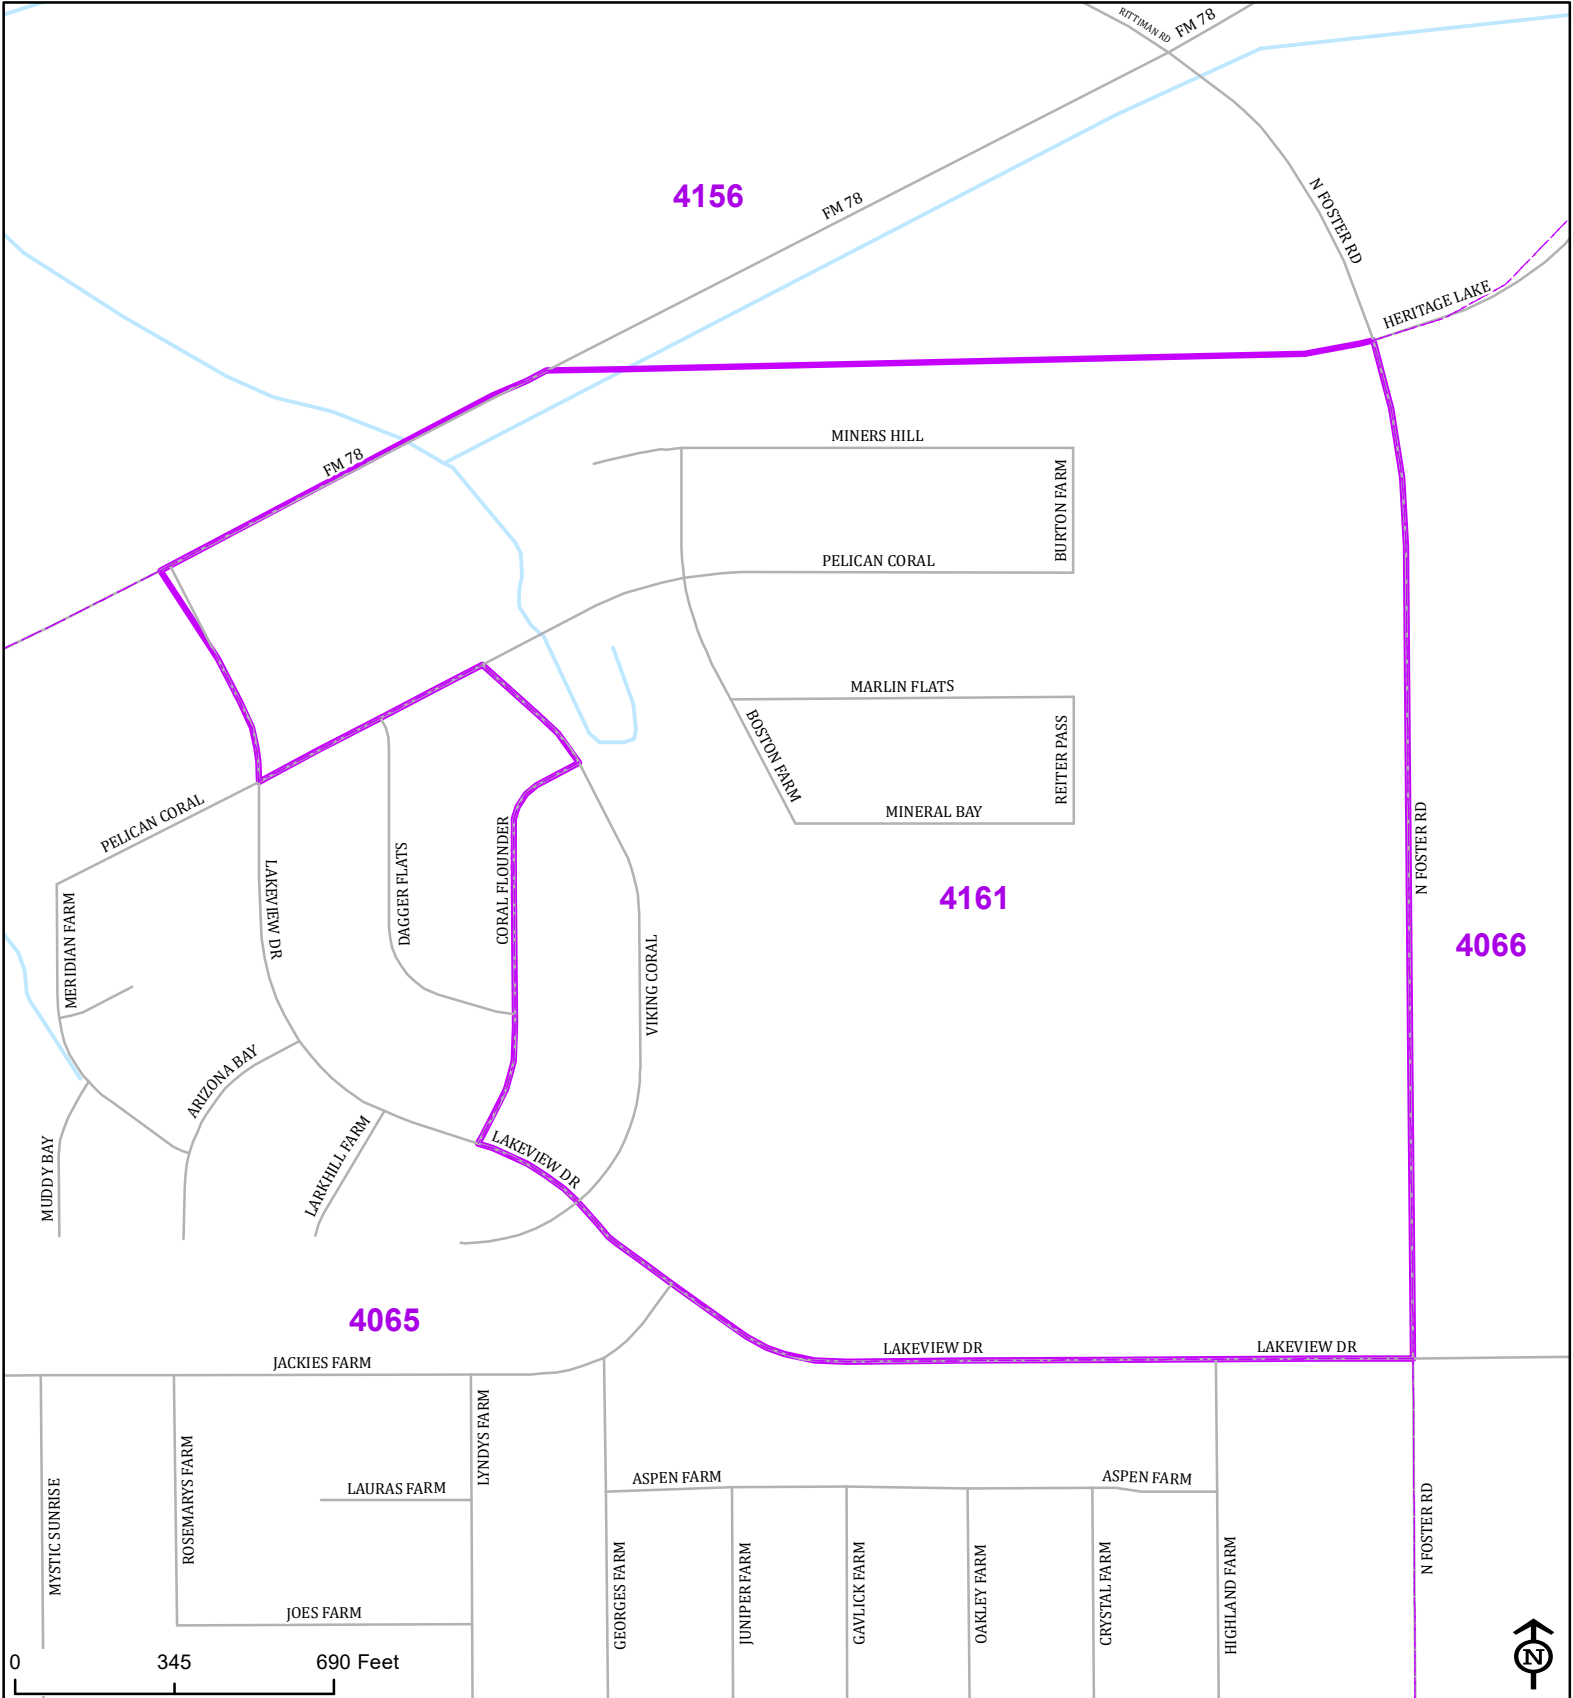 RITTIMAN RD
FM 78
4156
FM 78
N FOSTER RD
HERITAGE LAKE
FM 78
MINERS HILL
BURTON FARM
PELICAN CORAL
MARLIN FLATS
BOSTON FARM
REITER PASS
MINERAL BAY
PELICAN CORAL
LAKEVIEW DR
DAGGER FLATS
CORAL FLOUNDER
N FOSTER RD
4161
4066
MERIDIAN FARM
VIKING CORAL
ARIZONA BAY
LARKHILL FARM
LAKEVIEW DR
MUDDY BAY
4065
JACKIES FARM
LAKEVIEW DR
LAKEVIEW DR
LYNDYS FARM
ROSEMARYS FARM
MYSTIC SUNRISE
LAURAS FARM
ASPEN FARM
ASPEN FARM
N FOSTER RD
GEORGES FARM
JUNIPER FARM
GAVLICK FARM
OAKLEY FARM
CRYSTAL FARM
HIGHLAND FARM
JOES FARM
0 345 690 Feet
N